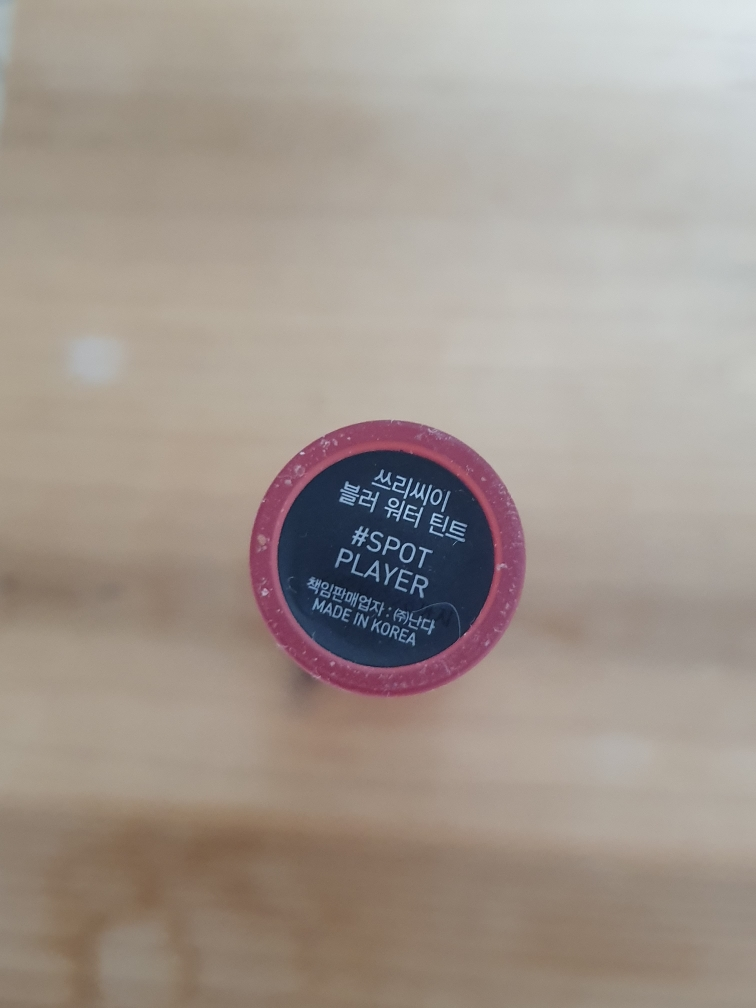 쓰리씨이
블러 워터 틴트
#SPOT
PLAYER
책임판매업자 : ㈜난다
MADE IN KOREA